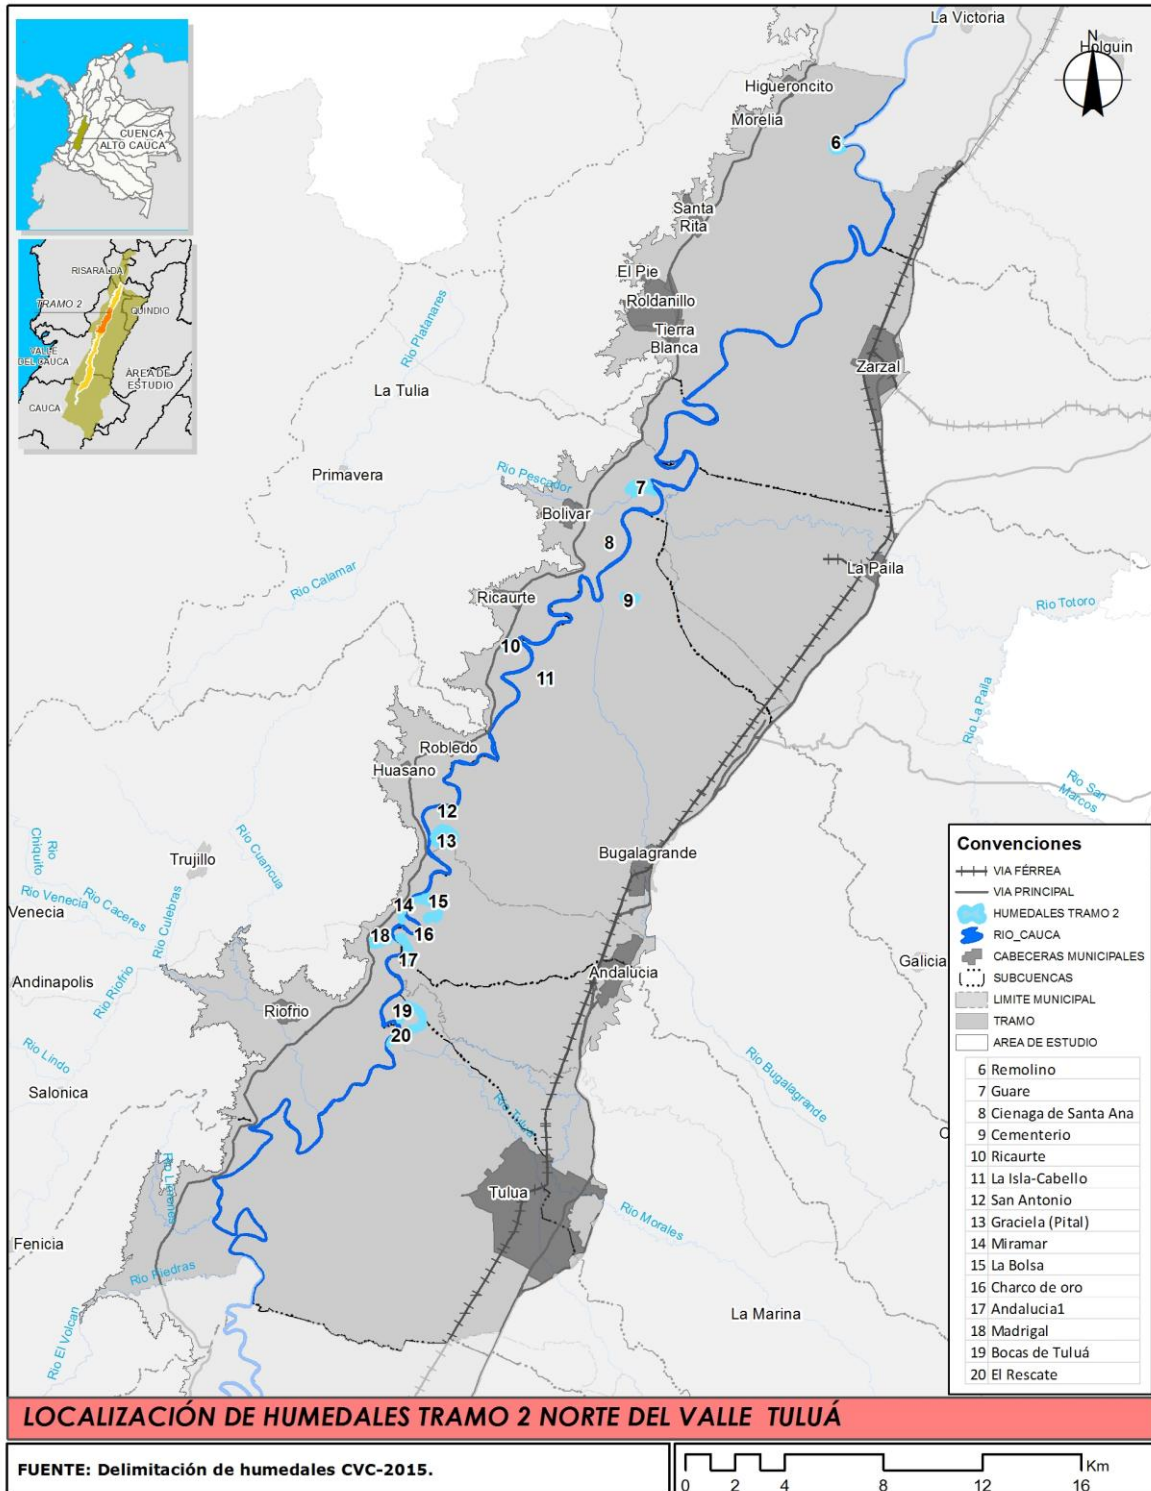 La Victoria
N
Holguin
Higueroncito
Morelia
6
CUENCA
ALTO CAUCA
Santa
Rita
El Pie
Roldanillo
Tierra
Blanca
Zarzal
RISARALDA
TRAMO 2
QUINDIO
VALLE
DEL CAUCA
ÁREA DE
ESTUDIO
CAUCA
Rio Platanares
La Tulia
Primavera
Rio Pescador
7
Bolivar
8
La Paila
Rio Calamar
Ricaurte
9
Rio Totoro
10
11
Rio La Paila
Robledo
Huasano
Rio San
Marcos
12
13
Rio
Chiquito
Rio Cuancua
Trujillo
Bugalagrande
Rio Venecia
Rio Caceres
Rio Culebras
Venecia
14
15
16
18
17
Galicia
Andinapolis
Rio Riofrio
Andalucia
Riofrio
19
20
Rio Lindo
Salonica
Rio Bugalagrande
Rio Tulua
Tulua
Rio Morales
Fenicia
Rio Piedras
Rio El Volcan
La Marina
Convenciones
VIA FÉRREA
VIA PRINCIPAL
HUMEDALES TRAMO 2
RIO_CAUCA
CABECERAS MUNICIPALES
SUBCUENCAS
LIMITE MUNICIPAL
TRAMO
AREA DE ESTUDIO
6 Remolino
7 Guare
8 Cienaga de Santa Ana
9 Cementerio
10 Ricaurte
11 La Isla-Cabello
12 San Antonio
13 Graciela (Pital)
14 Miramar
15 La Bolsa
16 Charco de oro
17 Andalucia1
18 Madrigal
19 Bocas de Tuluá
20 El Rescate
LOCALIZACIÓN DE HUMEDALES TRAMO 2 NORTE DEL VALLE TULUÁ
FUENTE: Delimitación de humedales CVC-2015.
Km
0 2 4 8 12 16